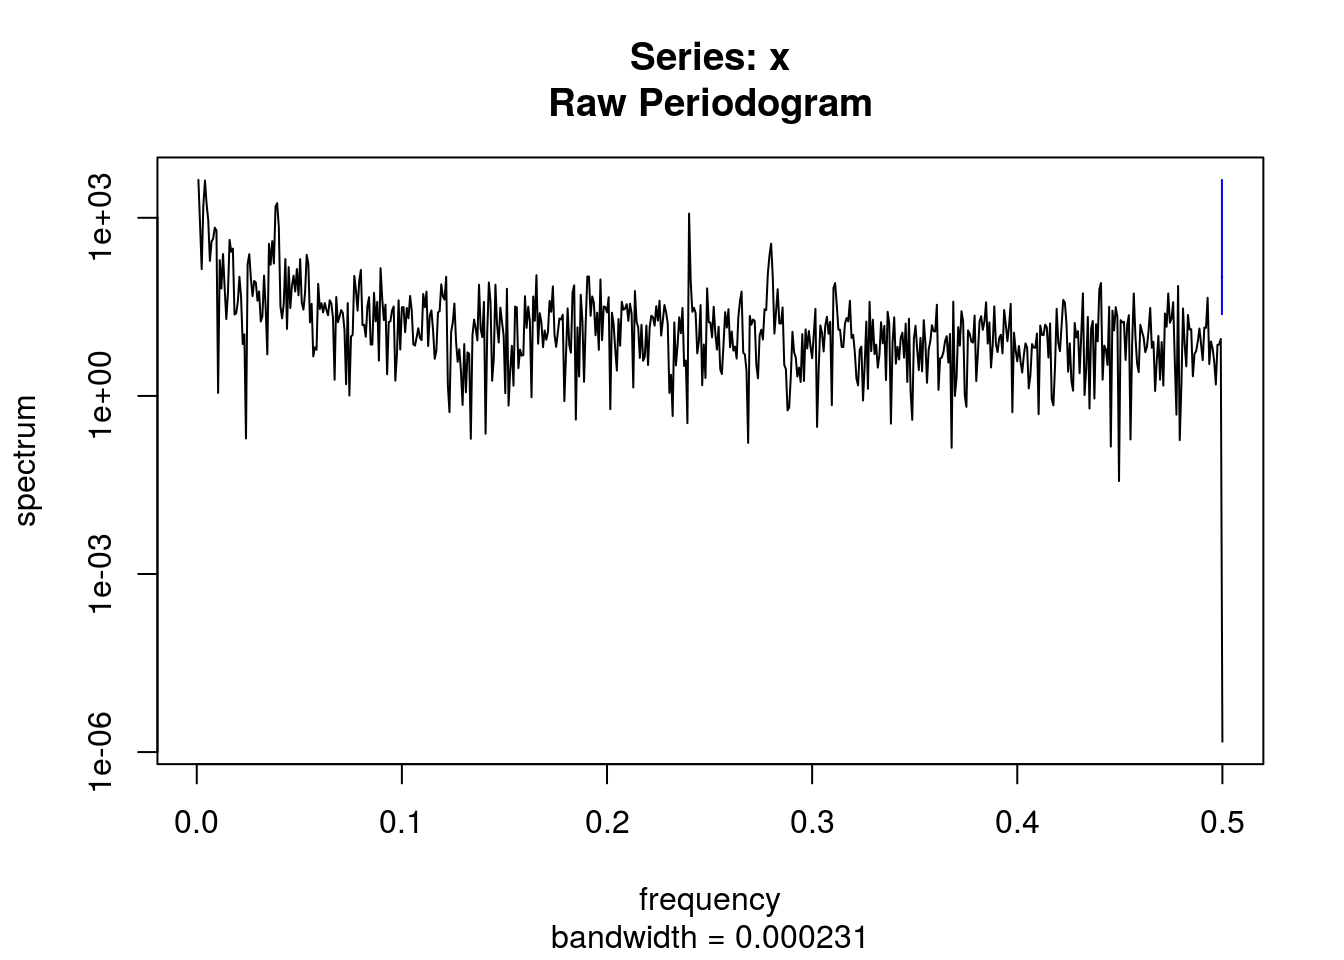 Series: x
Raw Periodogram
spectrum
1e+03
1e+00
1e-03
1e-06
0.0 0.1 0.2 0.3 0.4 0.5
frequency
bandwidth = 0.000231